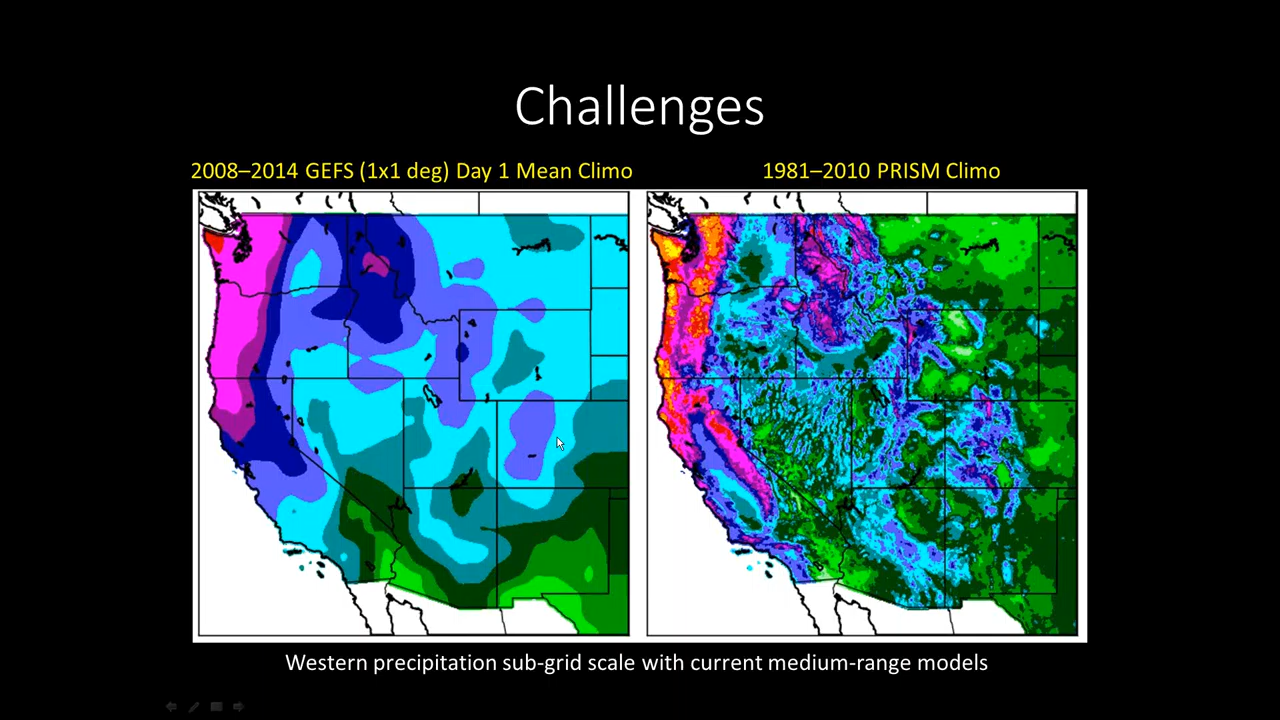 Challenges
2008–2014 GEFS (1x1 deg) Day 1 Mean Climo
1981–2010 PRISM Climo
Western precipitation sub-grid scale with current medium-range models